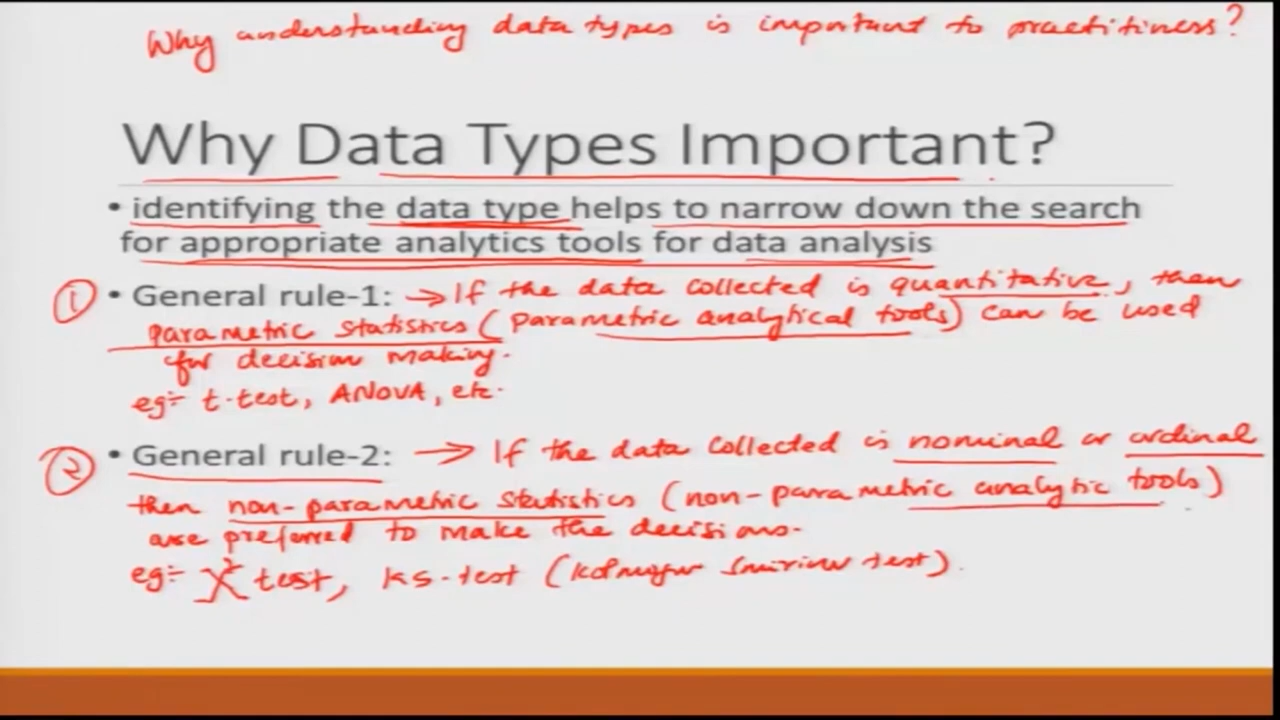 Why understanding data types is important to practitiness?
Why Data Types Important?
• identifying the data type helps to narrow down the search
for appropriate analytics tools for data analysis
① • General rule-1: → If the data collected is quantitative, then
parametric statistics (parametric analytical tools) can be used
for decision making.
eg:- t-test, ANOVA, etc.
② • General rule-2: → If the data collected is nominal or ordinal
then non-parametric statistics (non-parametric analytic tools)
are preferred to make the decisions.
eg:- χ² test, KS-test (Kolmogov Smirinov test).